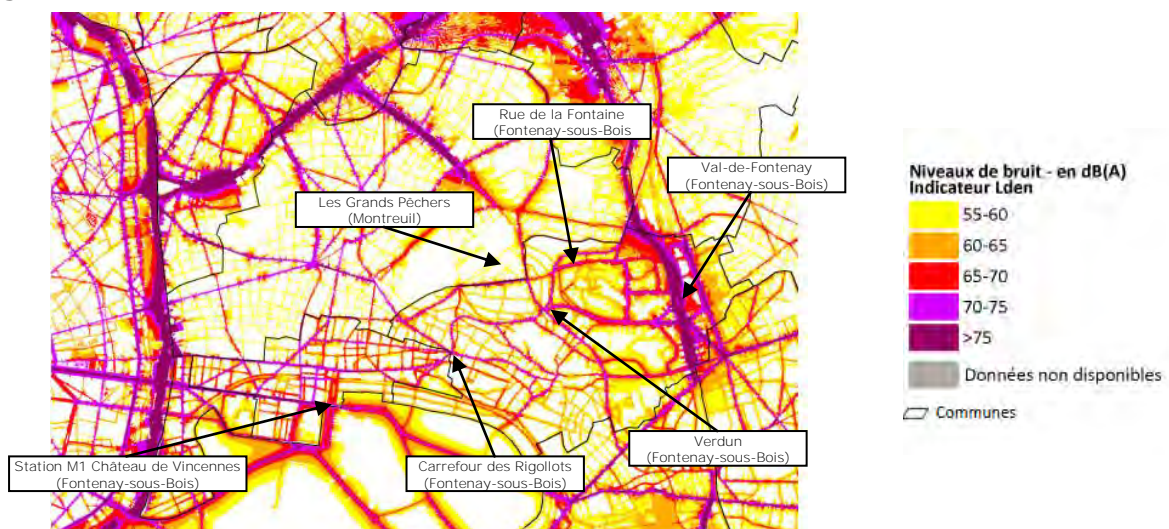 Rue de la Fontaine
(Fontenay-sous-Bois
Val-de-Fontenay
(Fontenay-sous-Bois)
Les Grands Pêchers
(Montreuil)
Station M1 Château de Vincennes
(Fontenay-sous-Bois)
Carrefour des Rigollots
(Fontenay-sous-Bois)
Verdun
(Fontenay-sous-Bois)
Niveaux de bruit - en dB(A)
Indicateur Lden
55-60
60-65
65-70
70-75
>75
Données non disponibles
Communes